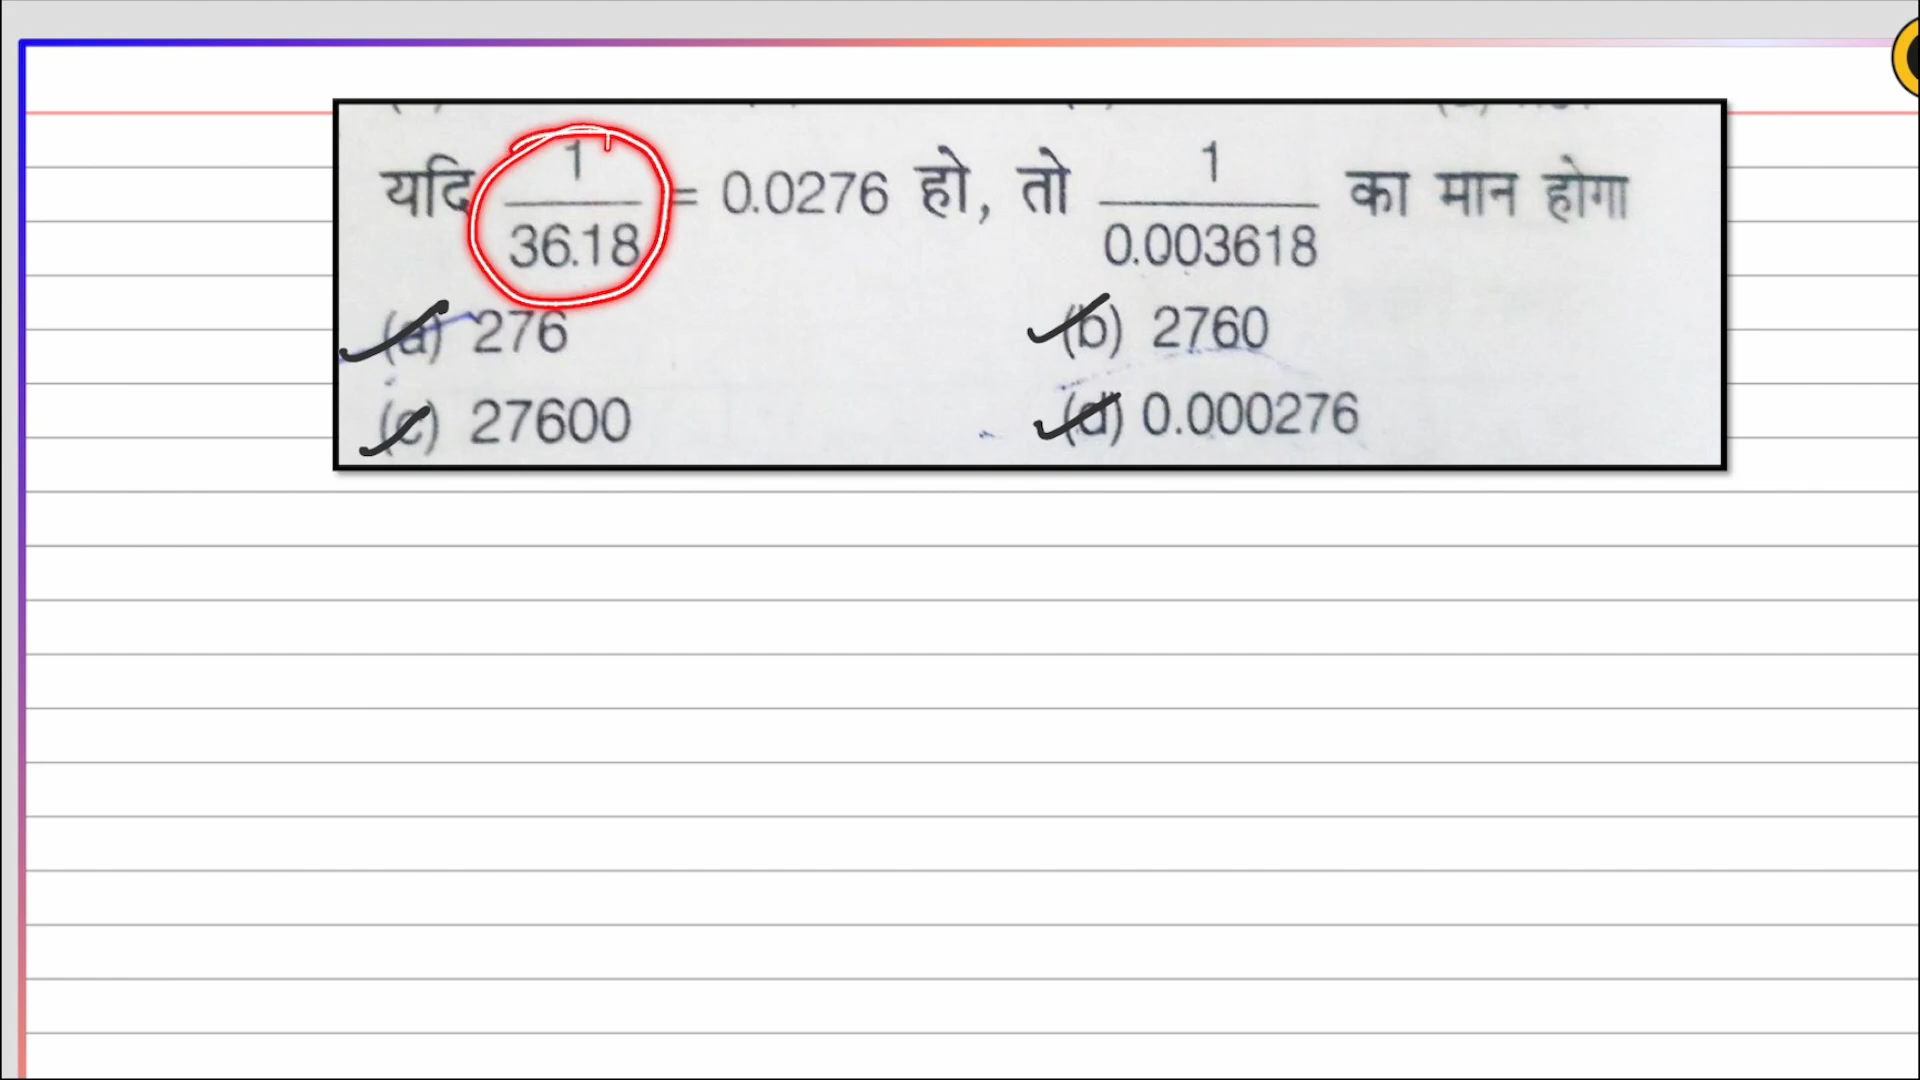 यदि 1/36.18 = 0.0276 हो, तो 1/0.003618 का मान होगा
(a) 276 (b) 2760
(c) 27600 (d) 0.000276